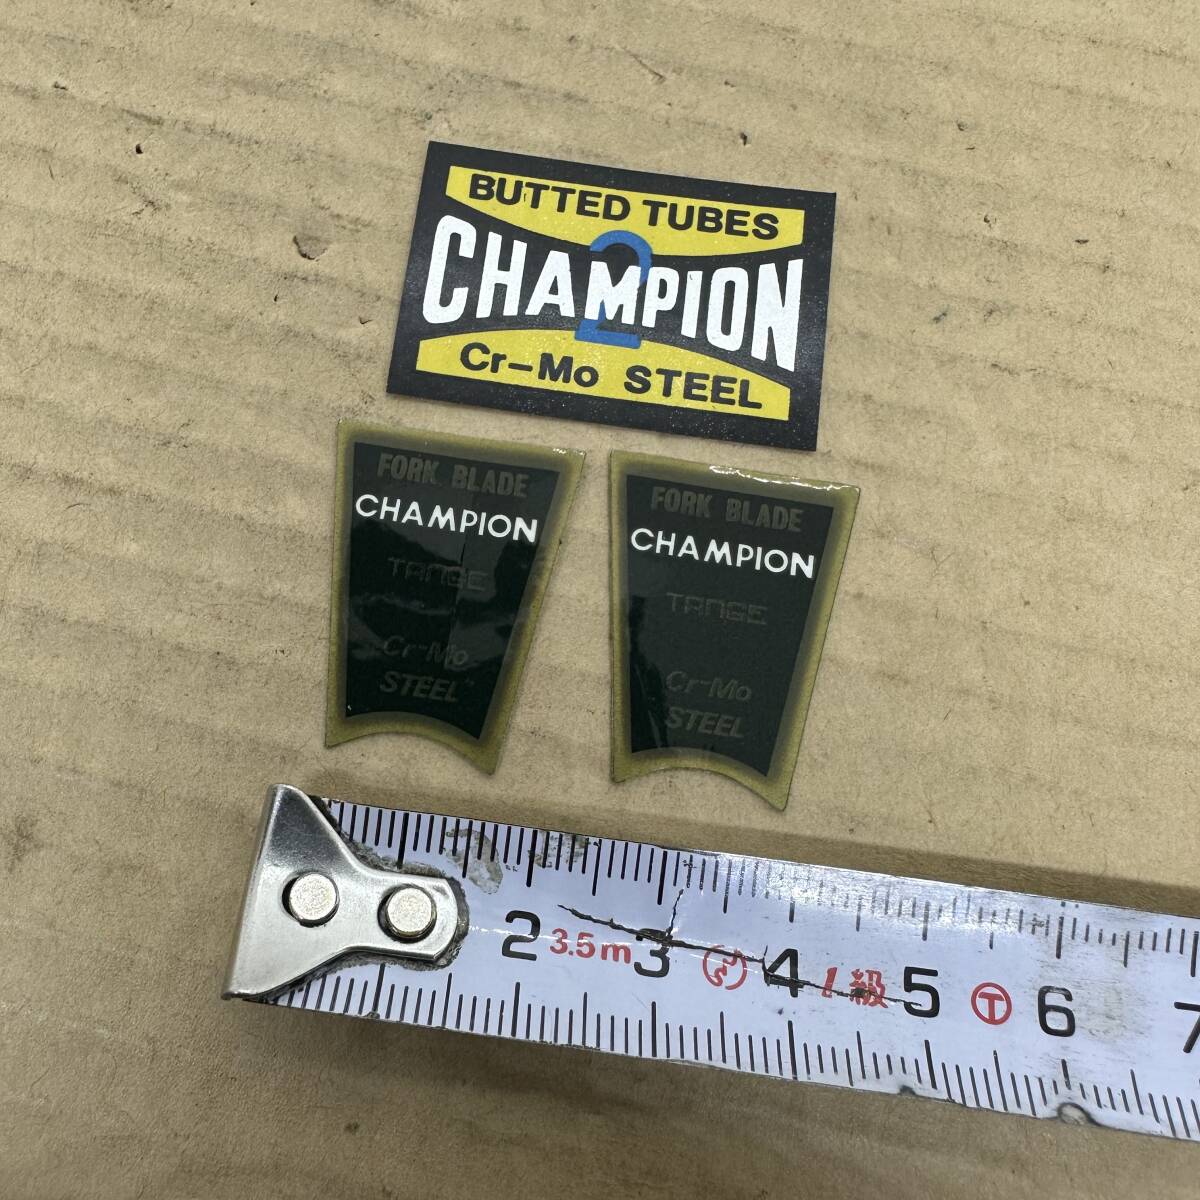 BUTTED TUBES
CHAMPION
2
Cr-Mo STEEL
FORK BLADE
CHAMPION
TANGE
Cr-Mo
STEEL
FORK BLADE
CHAMPION
TANGE
Cr-Mo
STEEL
2 3.5m 3 4 1級 5 T 6 7